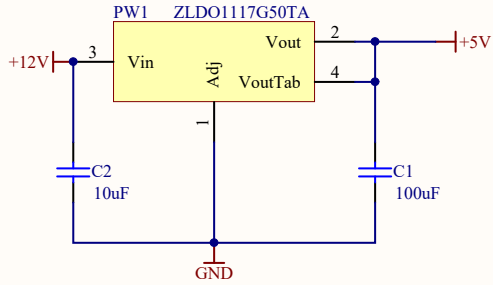 PW1 ZLDO1117G50TA
+12V 3 Vin Vout 2 +5V
Adj VoutTab 4
1
C2 C1
10uF 100uF
GND